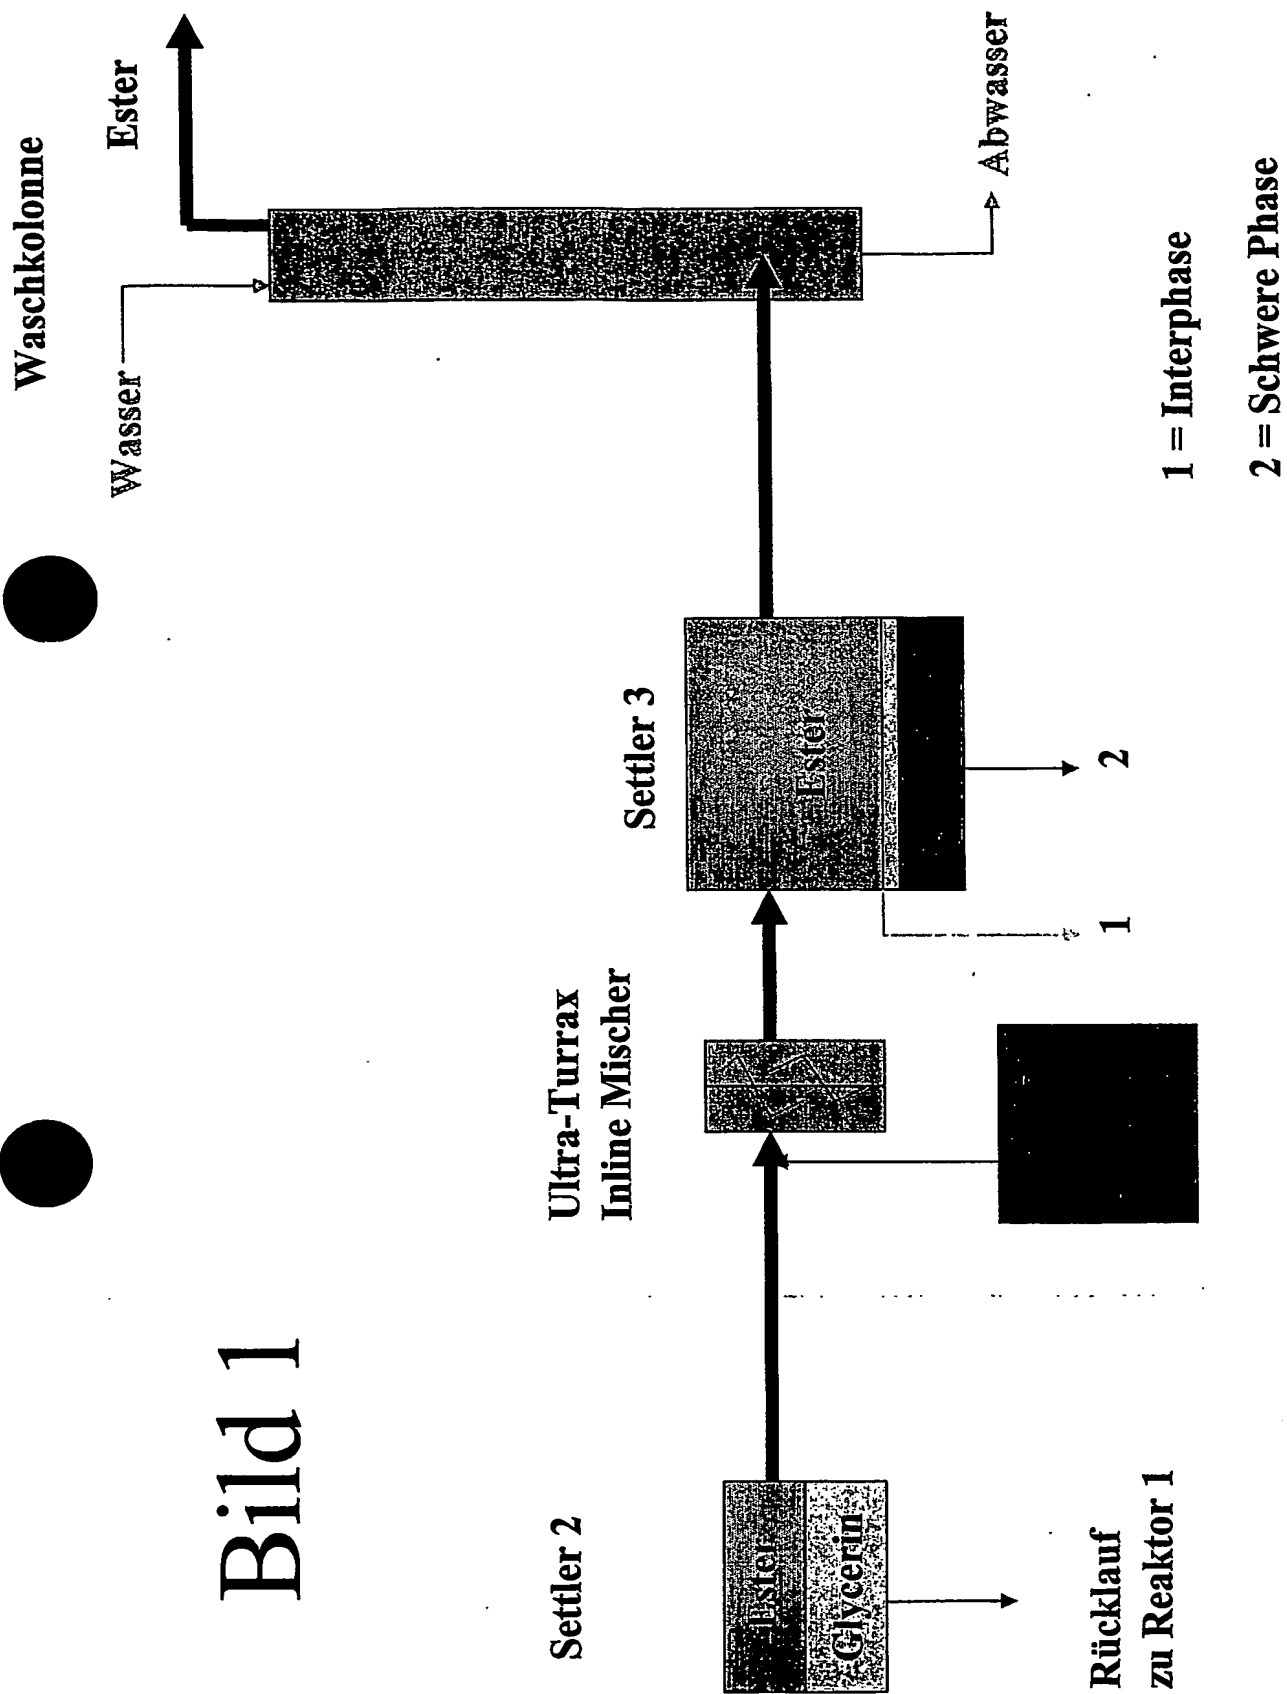 Bild 1
Waschkolonne
Wasser
Ester
Settler 2
Ultra-Turrax
Inline Mischer
Settler 3
Ester
Glycerin
Ester
Abwasser
Rücklauf
zu Reaktor 1
1
2
1 = Interphase
2 = Schwere Phase